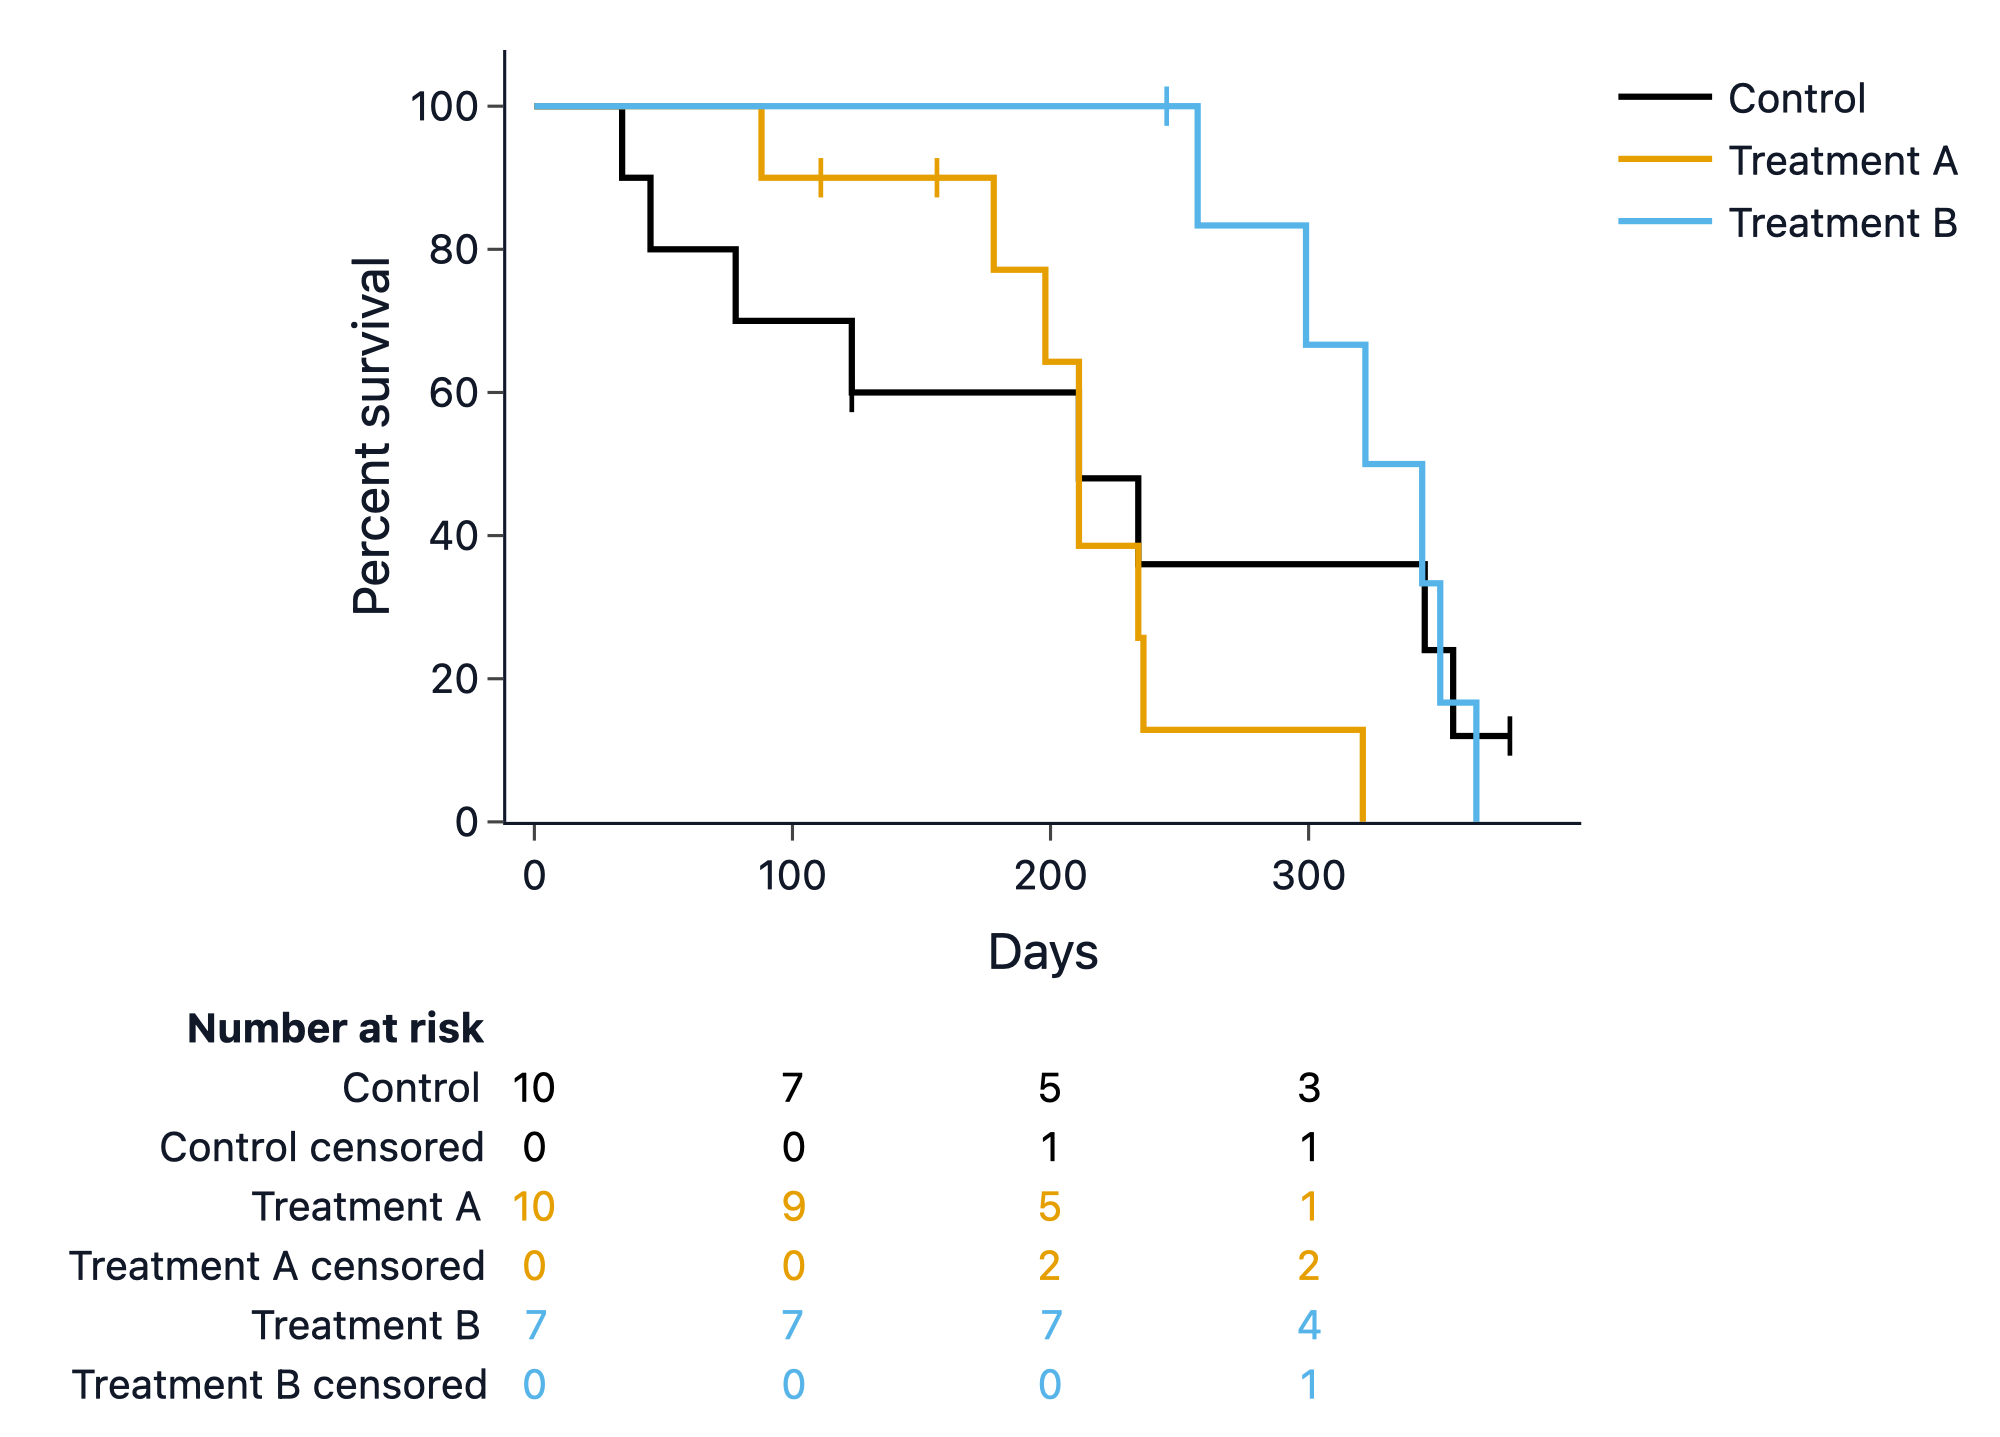 Control
Treatment A
Treatment B
Percent survival
100
80
60
40
20
0
0 100 200 300
Days
Number at risk
Control 10 7 5 3
Control censored 0 0 1 1
Treatment A 10 9 5 1
Treatment A censored 0 0 2 2
Treatment B 7 7 7 4
Treatment B censored 0 0 0 1